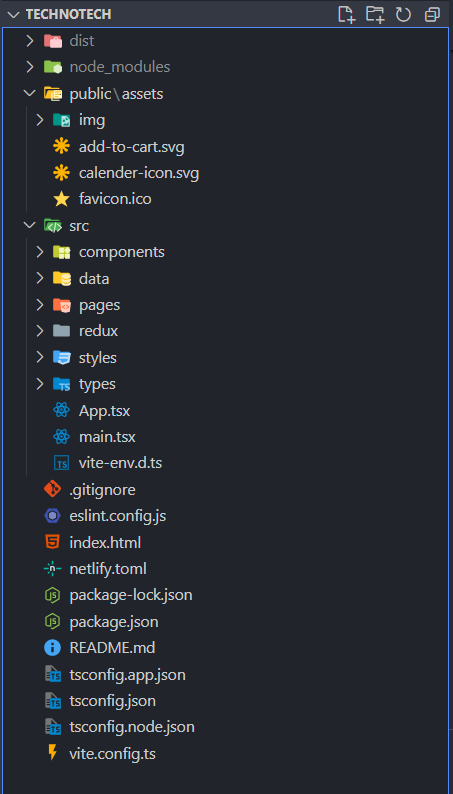 TECHNOTECH
dist
node_modules
public\assets
img
add-to-cart.svg
calender-icon.svg
favicon.ico
src
components
data
pages
redux
styles
types
App.tsx
main.tsx
vite-env.d.ts
.gitignore
eslint.config.js
index.html
netlify.toml
package-lock.json
package.json
README.md
tsconfig.app.json
tsconfig.json
tsconfig.node.json
vite.config.ts